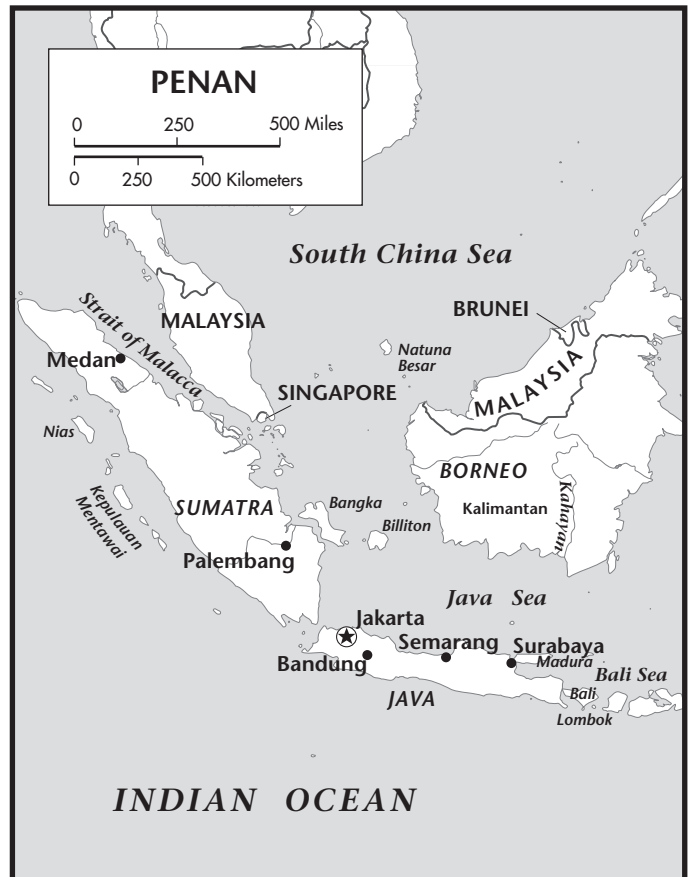 PENAN
0 250 500 Miles
0 250 500 Kilometers
South China Sea
BRUNEI
Strait of Malacca
MALAYSIA
Natuna
Besar
Medan
SINGAPORE
MALAYSIA
Nias
BORNEO
Kepulauan
Mentawai
SUMATRA
Bangka
Kalimantan
Kahayan
Billiton
Palembang
Java Sea
Jakarta
Semarang
Surabaya
Bandung
Madura
Bali Sea
JAVA
Bali
Lombok
INDIAN OCEAN